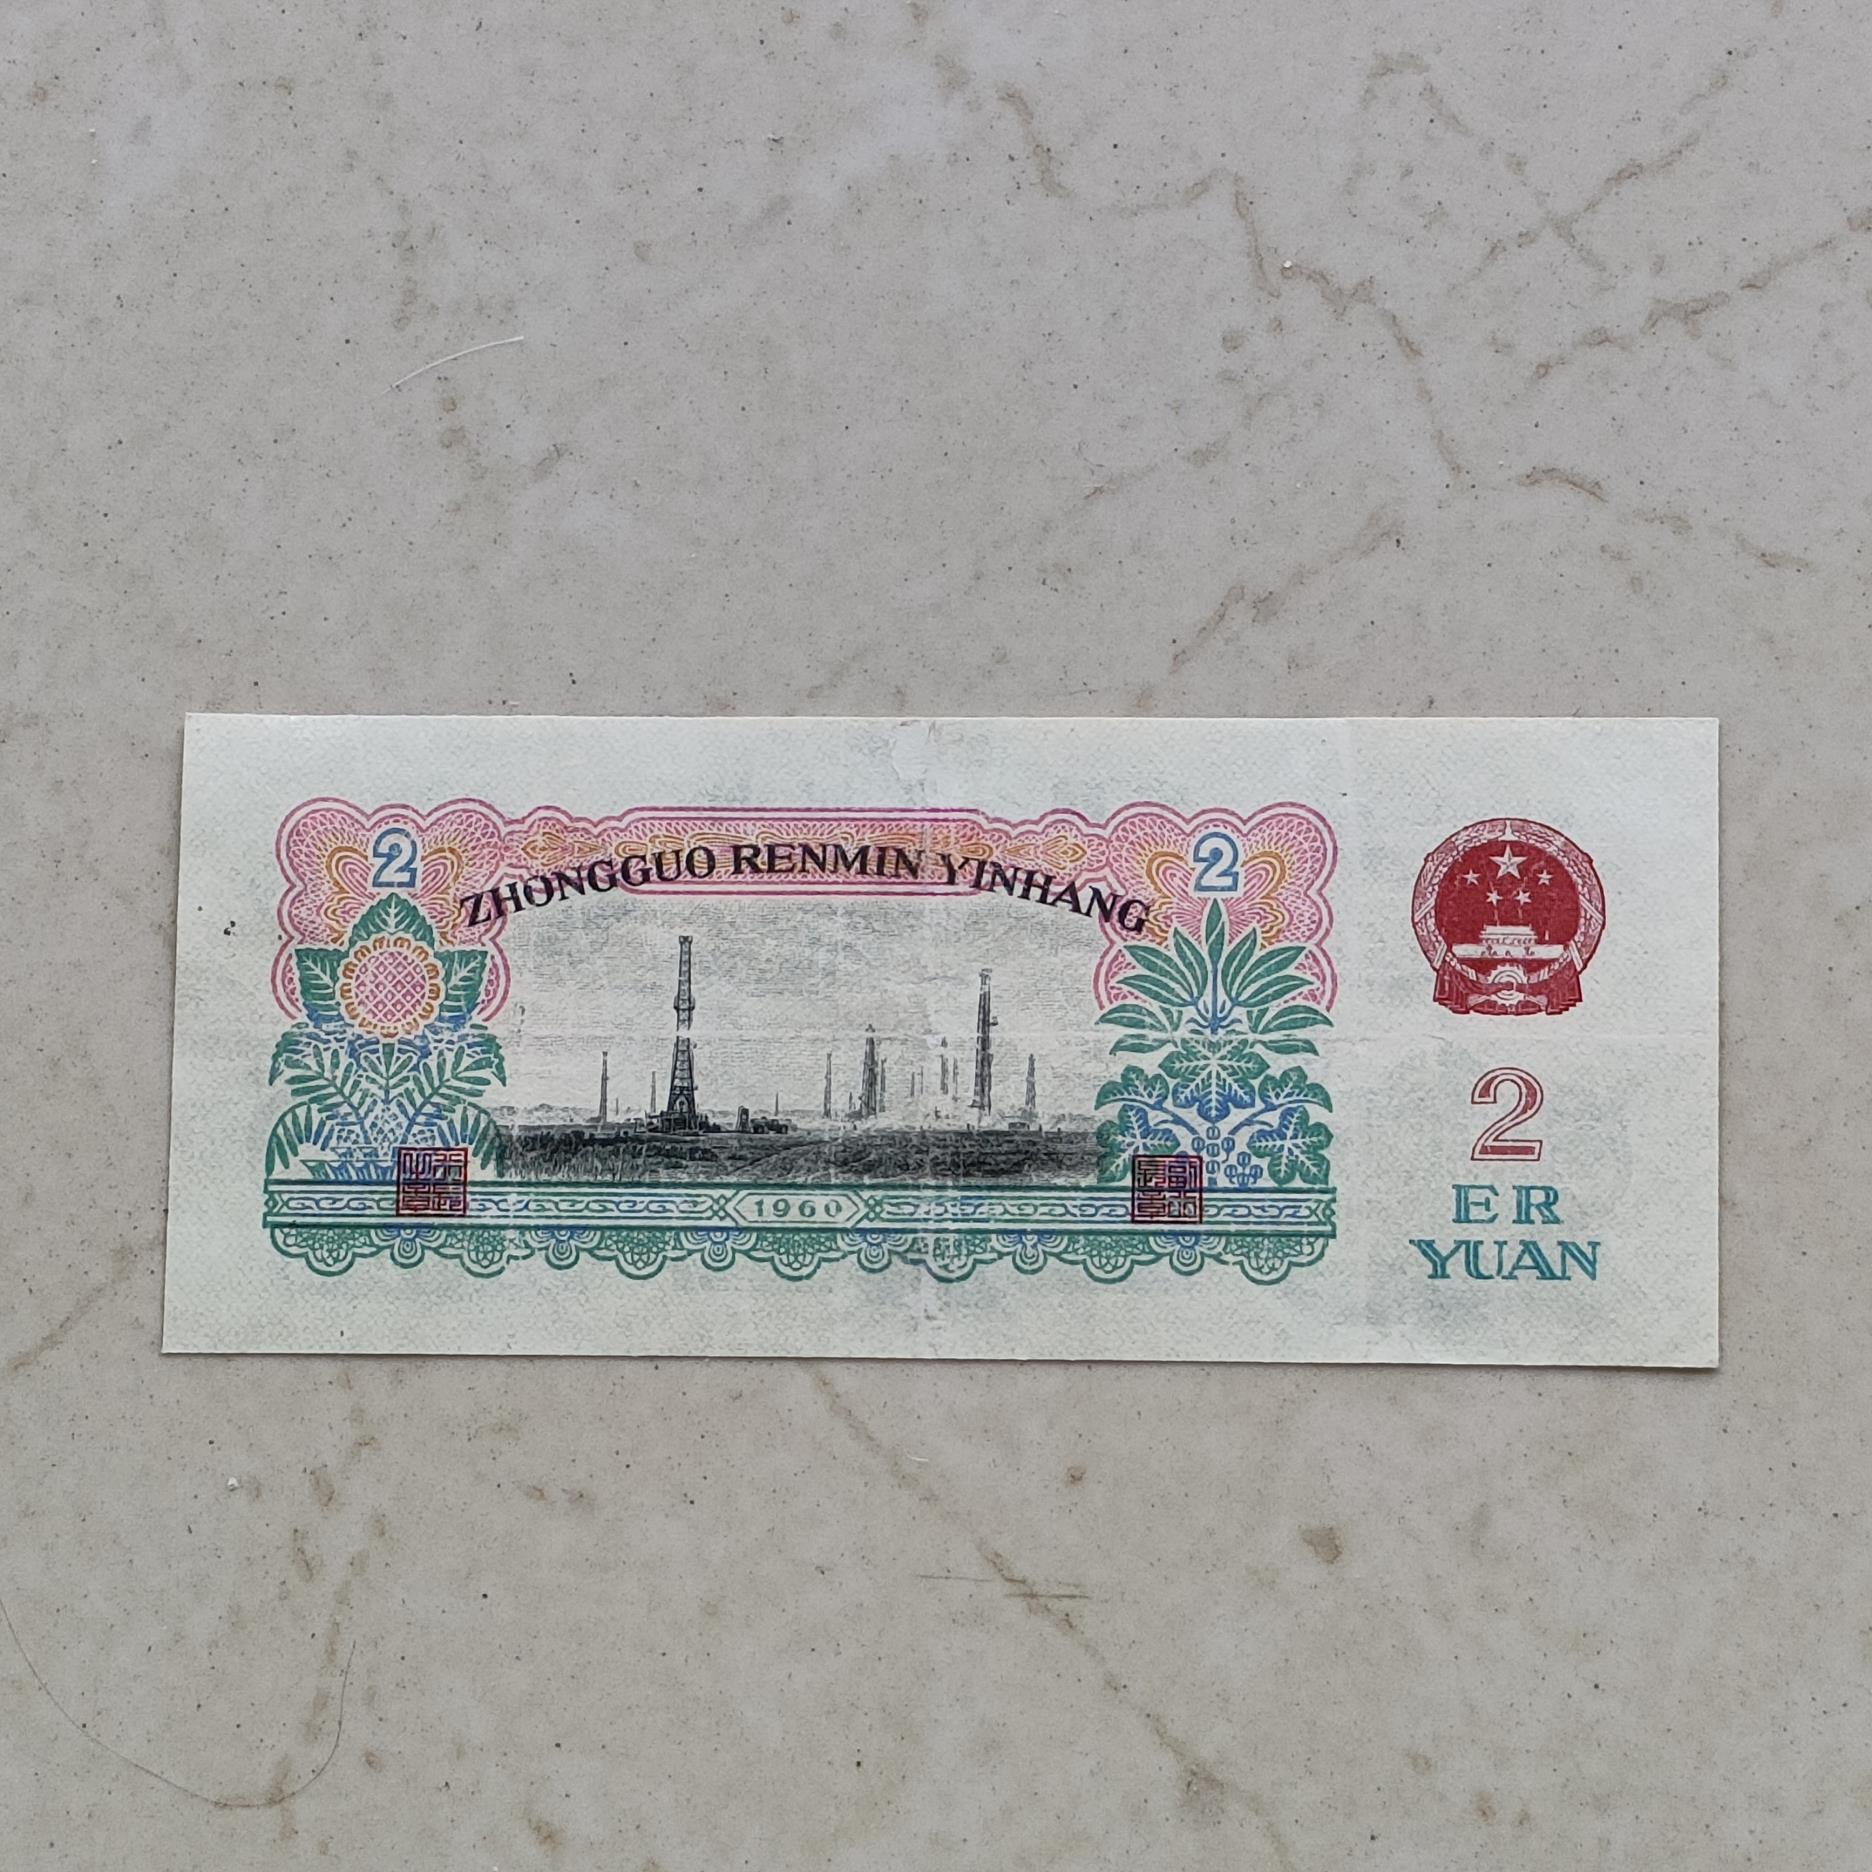 2
2
ZHONGGUO RENMIN YINHANG
1960
2
ER
YUAN